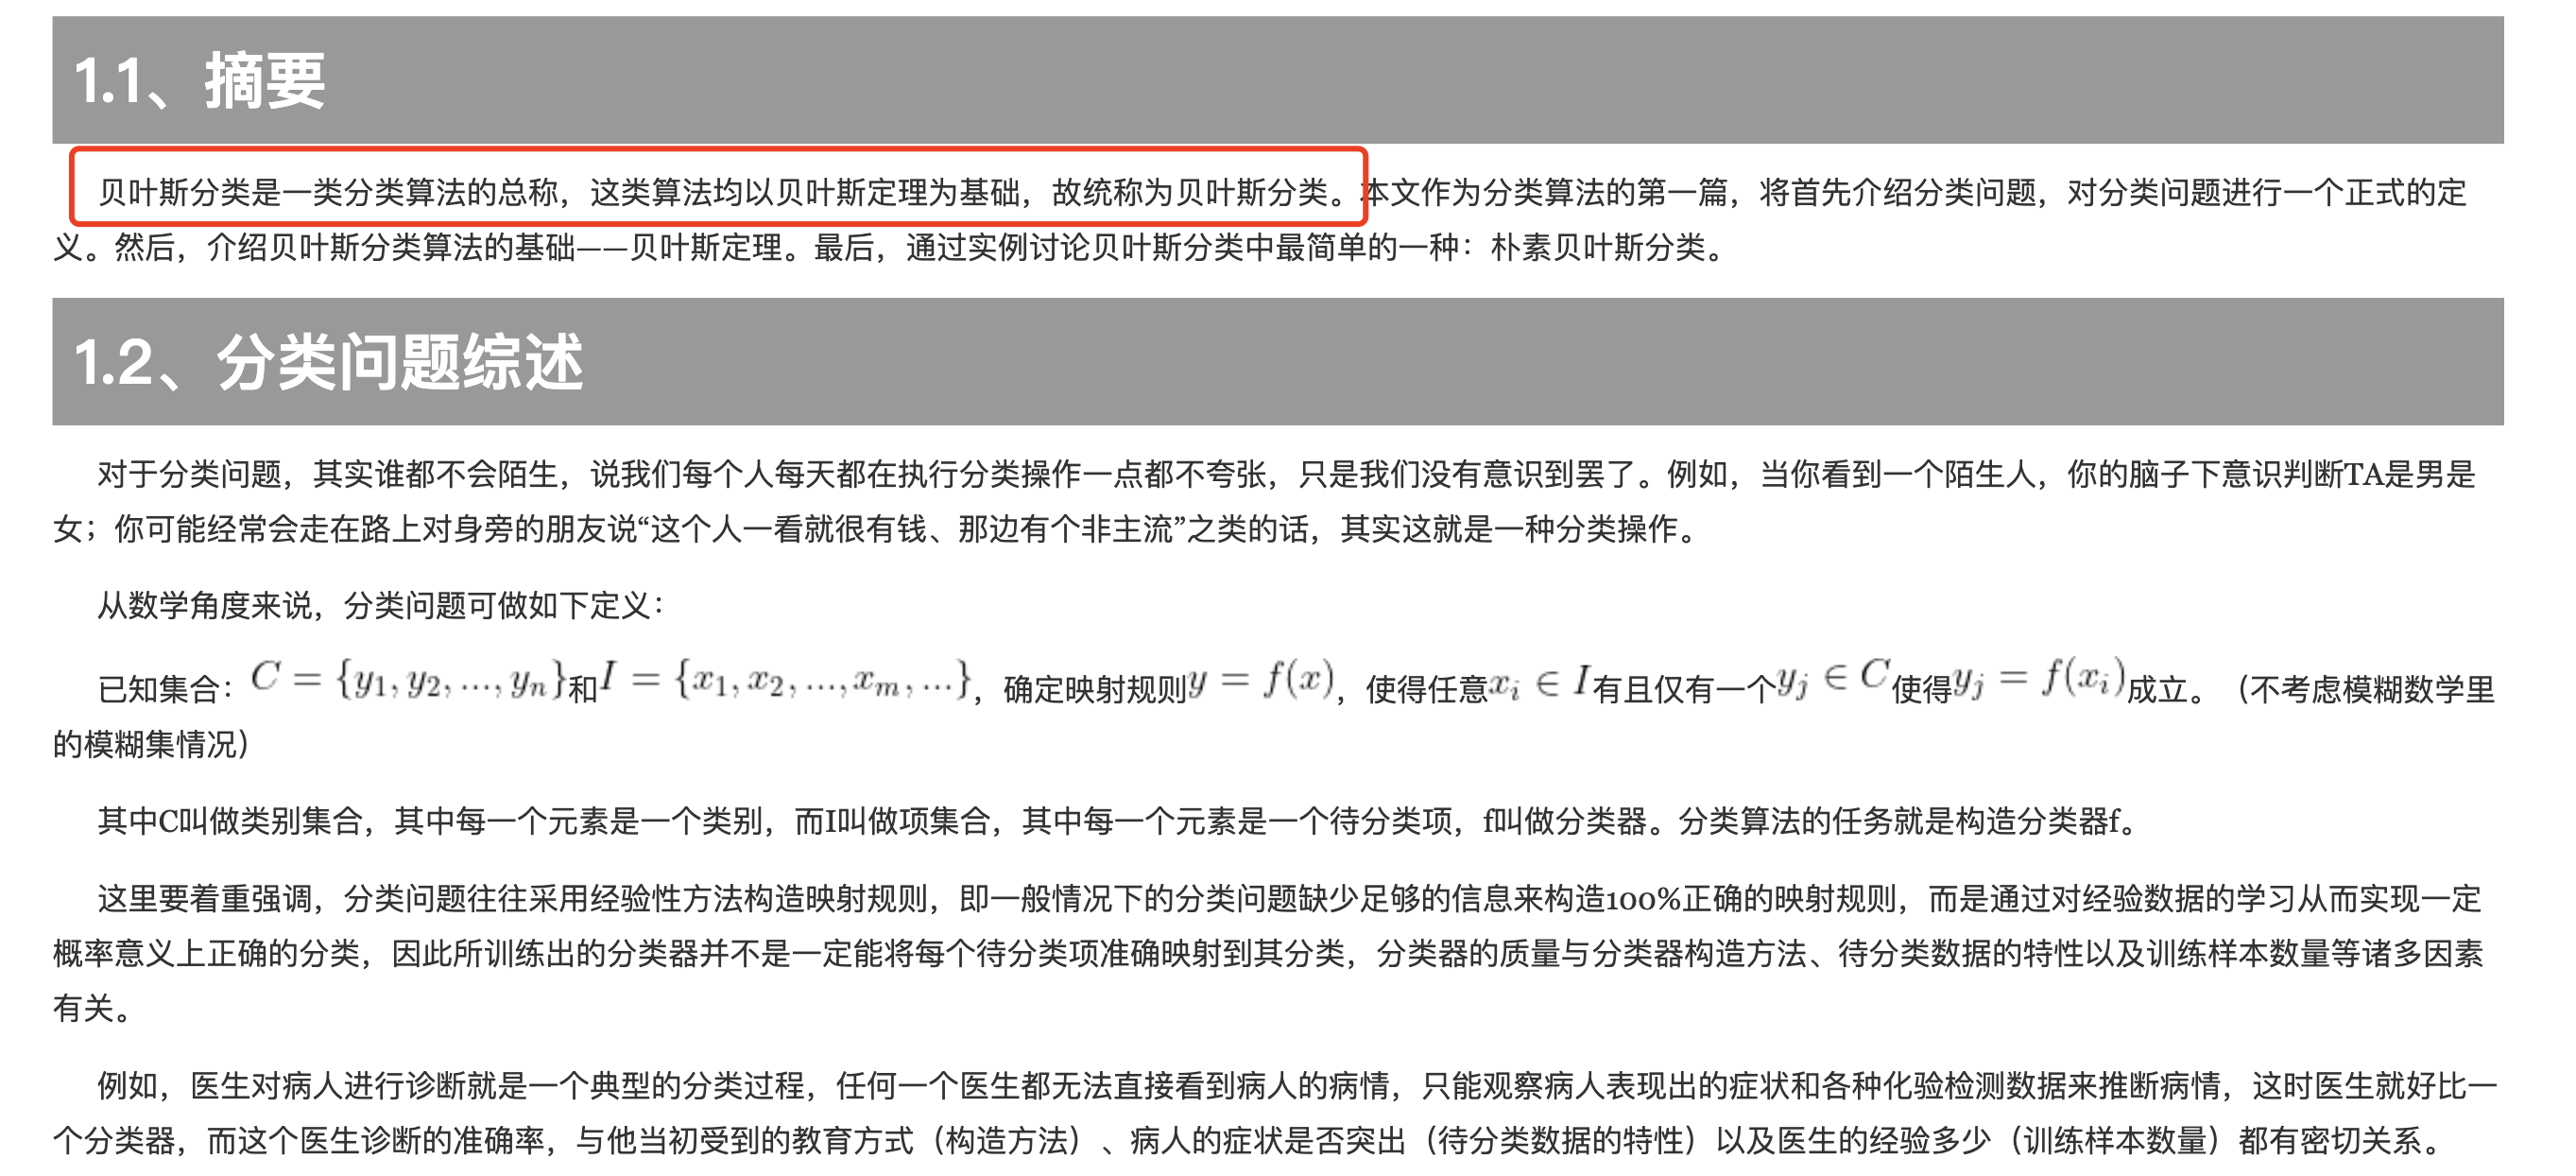 1.1、摘要
贝叶斯分类是一类分类算法的总称，这类算法均以贝叶斯定理为基础，故统称为贝叶斯分类。本文作为分类算法的第一篇，将首先介绍分类问题，对分类问题进行一个正式的定
义。然后，介绍贝叶斯分类算法的基础——贝叶斯定理。最后，通过实例讨论贝叶斯分类中最简单的一种：朴素贝叶斯分类。
1.2、分类问题综述
对于分类问题，其实谁都不会陌生，说我们每个人每天都在执行分类操作一点都不夸张，只是我们没有意识到罢了。例如，当你看到一个陌生人，你的脑子下意识判断TA是男是
女；你可能经常会走在路上对身旁的朋友说“这个人一看就很有钱、那边有个非主流”之类的话，其实这就是一种分类操作。
从数学角度来说，分类问题可做如下定义：
已知集合：C = {y₁, y₂, ..., yₙ}和I = {x₁, x₂, ..., xₘ, ...}，确定映射规则y = f(x)，使得任意xᵢ ∈ I有且仅有一个yⱼ ∈ C使得yⱼ = f(xᵢ)成立。（不考虑模糊数学里
的模糊集情况）
其中C叫做类别集合，其中每一个元素是一个类别，而I叫做项集合，其中每一个元素是一个待分类项，f叫做分类器。分类算法的任务就是构造分类器f。
这里要着重强调，分类问题往往采用经验性方法构造映射规则，即一般情况下的分类问题缺少足够的信息来构造100%正确的映射规则，而是通过对经验数据的学习从而实现一定
概率意义上正确的分类，因此所训练出的分类器并不是一定能将每个待分类项准确映射到其分类，分类器的质量与分类器构造方法、待分类数据的特性以及训练样本数量等诸多因素
有关。
例如，医生对病人进行诊断就是一个典型的分类过程，任何一个医生都无法直接看到病人的病情，只能观察病人表现出的症状和各种化验检测数据来推断病情，这时医生就好比一
个分类器，而这个医生诊断的准确率，与他当初受到的教育方式（构造方法）、病人的症状是否突出（待分类数据的特性）以及医生的经验多少（训练样本数量）都有密切关系。